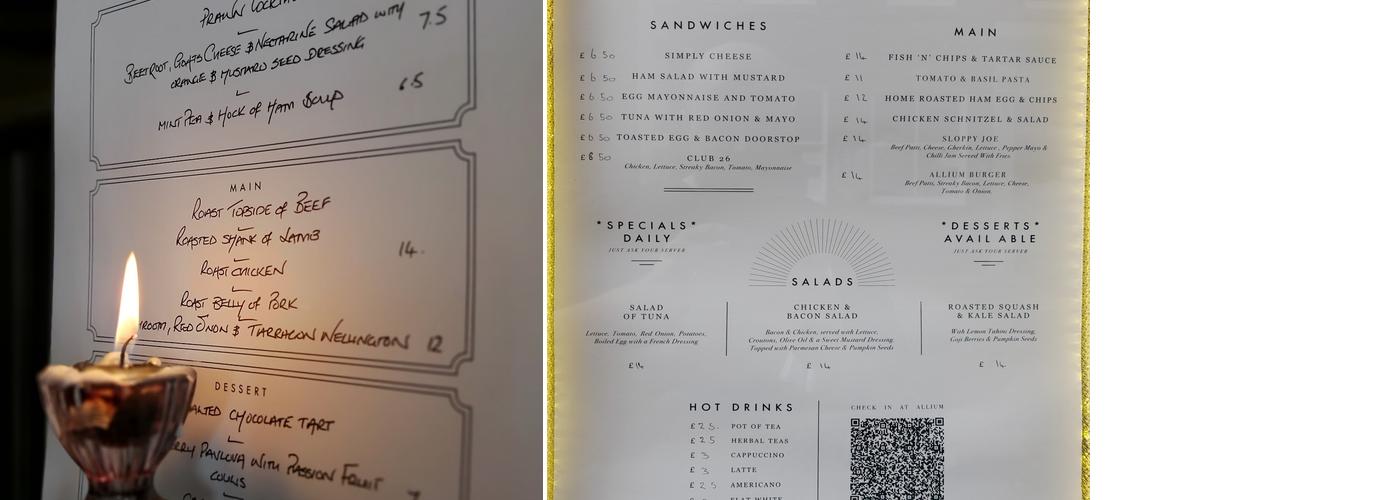 PRAWN
7.5
BEETROOT, GOATS CHEESE & NECTARINE SALAD WITH
ORANGE & MUSTARD SEED DRESSING
6.5
MINT PEA & HOCK of HAM SOUP
MAIN
ROAST TOPSIDE of BEEF
ROASTED SHANK of LAMB
14.
ROAST CHICKEN
ROAST BELLY of PORK
RED ONION & TARRAGON WELLINGTON 12
DESSERT
CHOCOLATE TART
PAVLOVA WITH PASSION FRUIT
COULIS
SANDWICHES
£ 6.50 SIMPLY CHEESE
£ 6.50 HAM SALAD WITH MUSTARD
£ 6.50 EGG MAYONNAISE AND TOMATO
£ 6.50 TUNA WITH RED ONION & MAYO
£ 6.50 TOASTED EGG & BACON DOORSTOP
£ 8.50 CLUB 26
Chicken, Lettuce, Streaky Bacon, Tomato, Mayonnaise
MAIN
£ 14 FISH 'N' CHIPS & TARTAR SAUCE
£ 11 TOMATO & BASIL PASTA
£ 12 HOME ROASTED HAM EGG & CHIPS
£ 14 CHICKEN SCHNITZEL & SALAD
£ 14 SLOPPY JOE
Beef Patti, Cheese, Gherkin, Lettuce, Pepper Mayo &
Chilli Jam Served With Fries
£ 14 ALLIUM BURGER
Beef Patti, Streaky Bacon, Lettuce, Cheese,
Tomato & Onion
*SPECIALS*
DAILY
JUST ASK YOUR SERVER
*DESSERTS*
AVAILABLE
JUST ASK YOUR SERVER
SALADS
SALAD
OF TUNA
Lettuce, Tomato, Red Onion, Potatoes,
Boiled Egg with a French Dressing
£14
CHICKEN &
BACON SALAD
Bacon & Chicken, served with Lettuce,
Croutons, Olive Oil & a Sweet Mustard Dressing
Topped with Parmesan Cheese & Pumpkin Seeds
£ 14
ROASTED SQUASH
& KALE SALAD
With Lemon Tahini Dressing,
Goji Berries & Pumpkin Seeds
£ 14
HOT DRINKS
£ 2.5. POT OF TEA
£ 2.5 HERBAL TEAS
£ 3 CAPPUCCINO
£ 3 LATTE
£ 2.5 AMERICANO
FLAT WHITE
CHECK IN AT ALLIUM